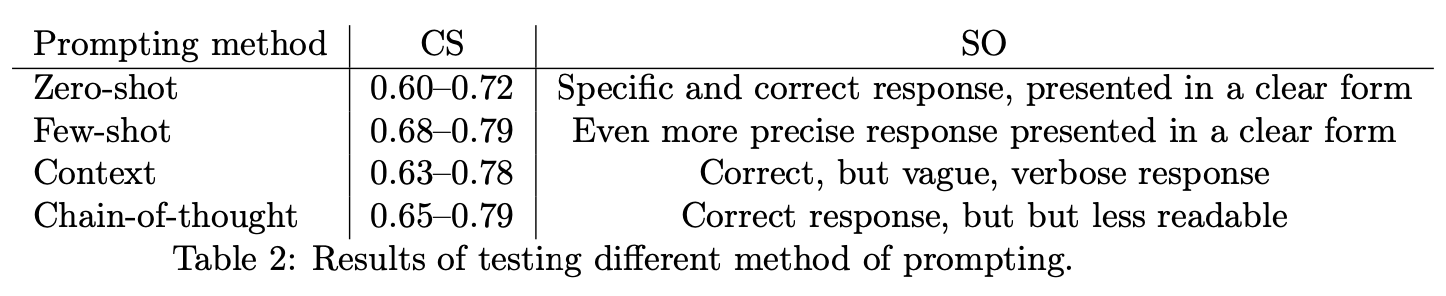 Prompting method CS SO
Zero-shot 0.60–0.72 Specific and correct response, presented in a clear form
Few-shot 0.68–0.79 Even more precise response presented in a clear form
Context 0.63–0.78 Correct, but vague, verbose response
Chain-of-thought 0.65–0.79 Correct response, but but less readable
Table 2: Results of testing different method of prompting.